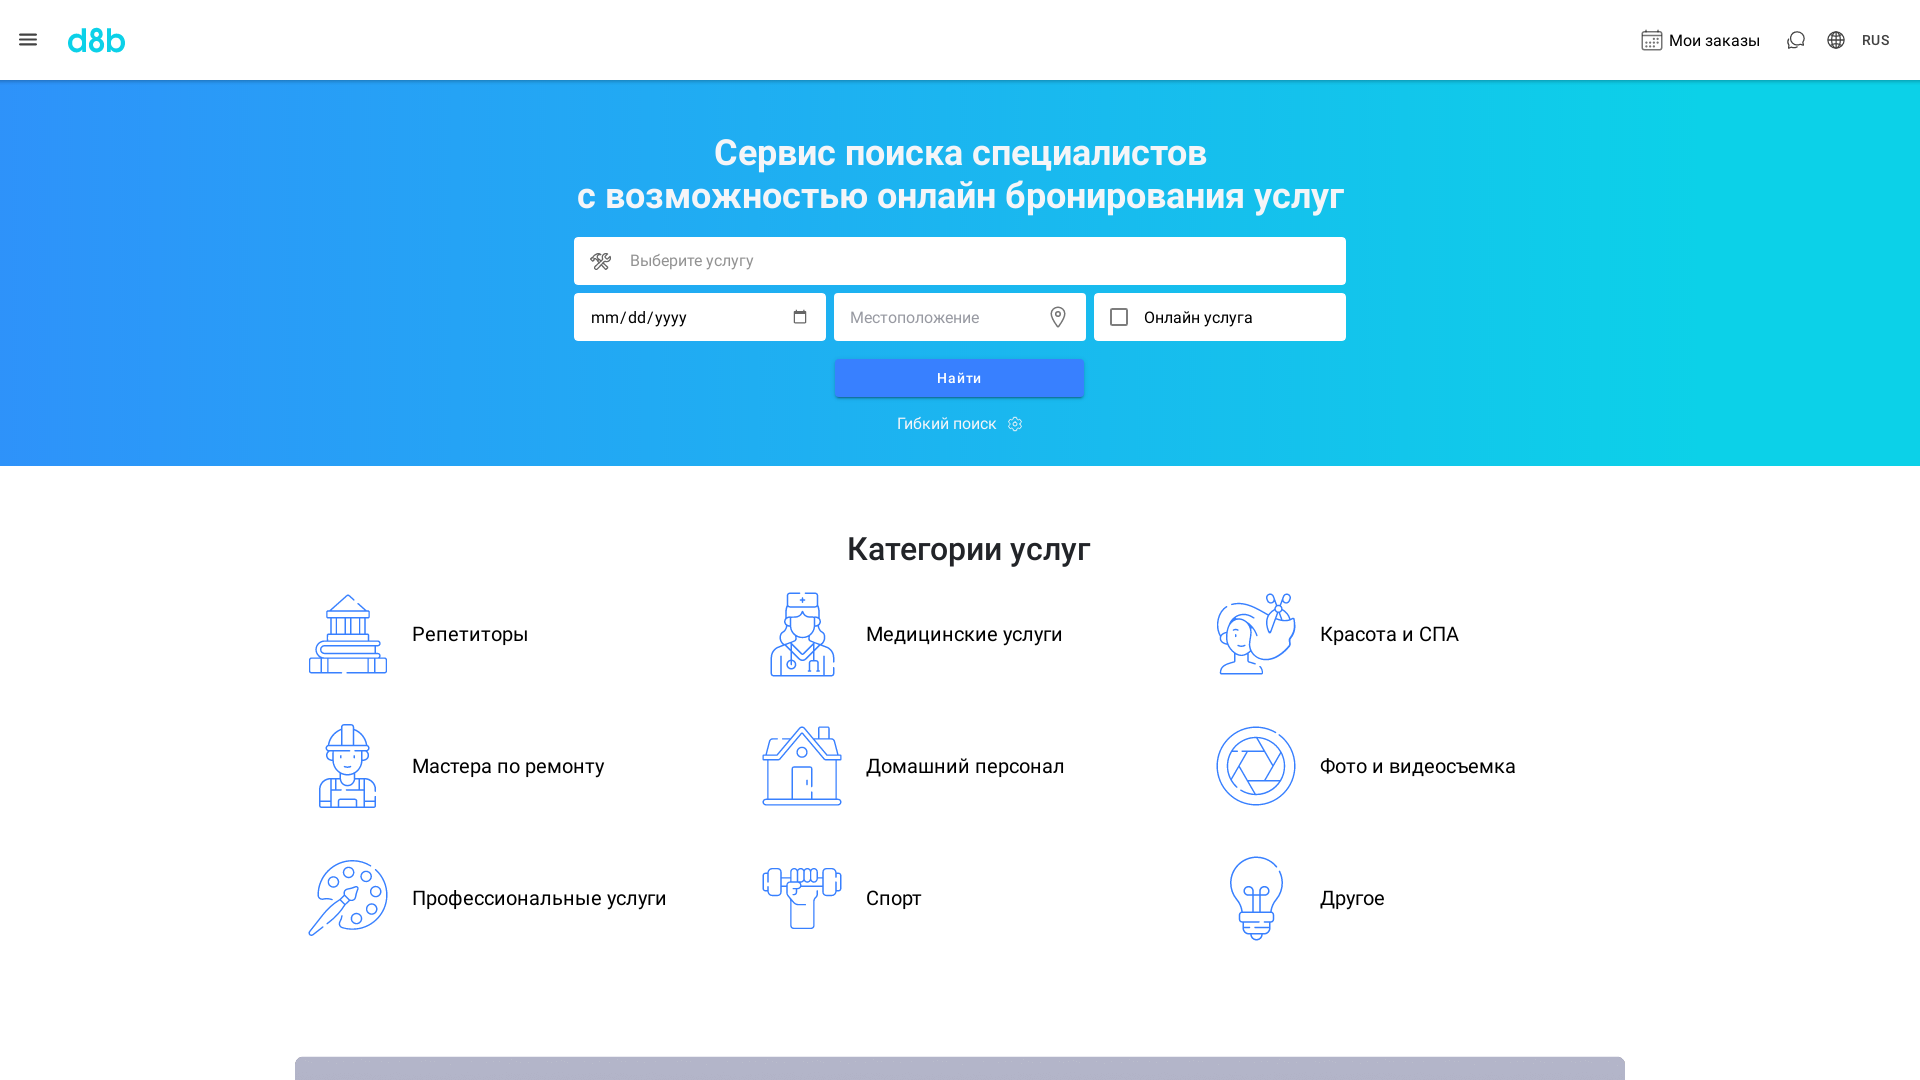 d8b
Мои заказы
RUS
Сервис поиска специалистов
с возможностью онлайн бронирования услуг
Выберите услугу
mm/dd/yyyy
Местоположение
Онлайн услуга
Найти
Гибкий поиск
Категории услуг
Репетиторы
Медицинские услуги
Красота и СПА
Мастера по ремонту
Домашний персонал
Фото и видеосъемка
Профессиональные услуги
Спорт
Другое